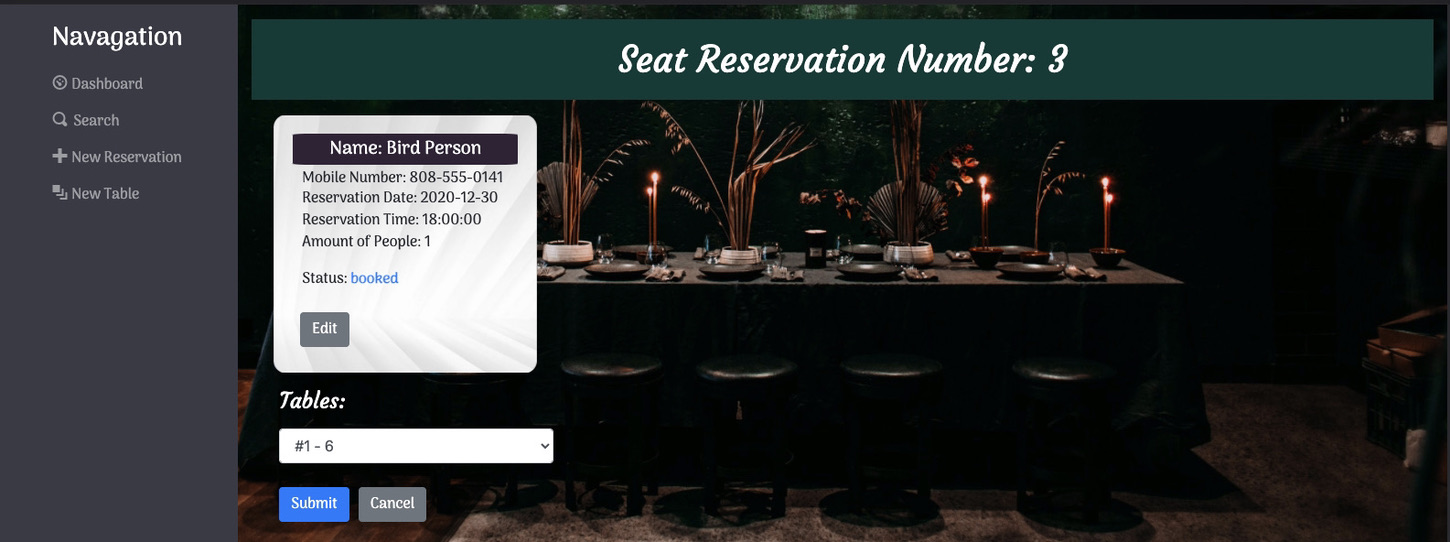 Navagation
Dashboard
Search
New Reservation
New Table
Seat Reservation Number: 3
Name: Bird Person
Mobile Number: 808-555-0141
Reservation Date: 2020-12-30
Reservation Time: 18:00:00
Amount of People: 1
Status: booked
Edit
Tables:
#1 - 6
Submit Cancel